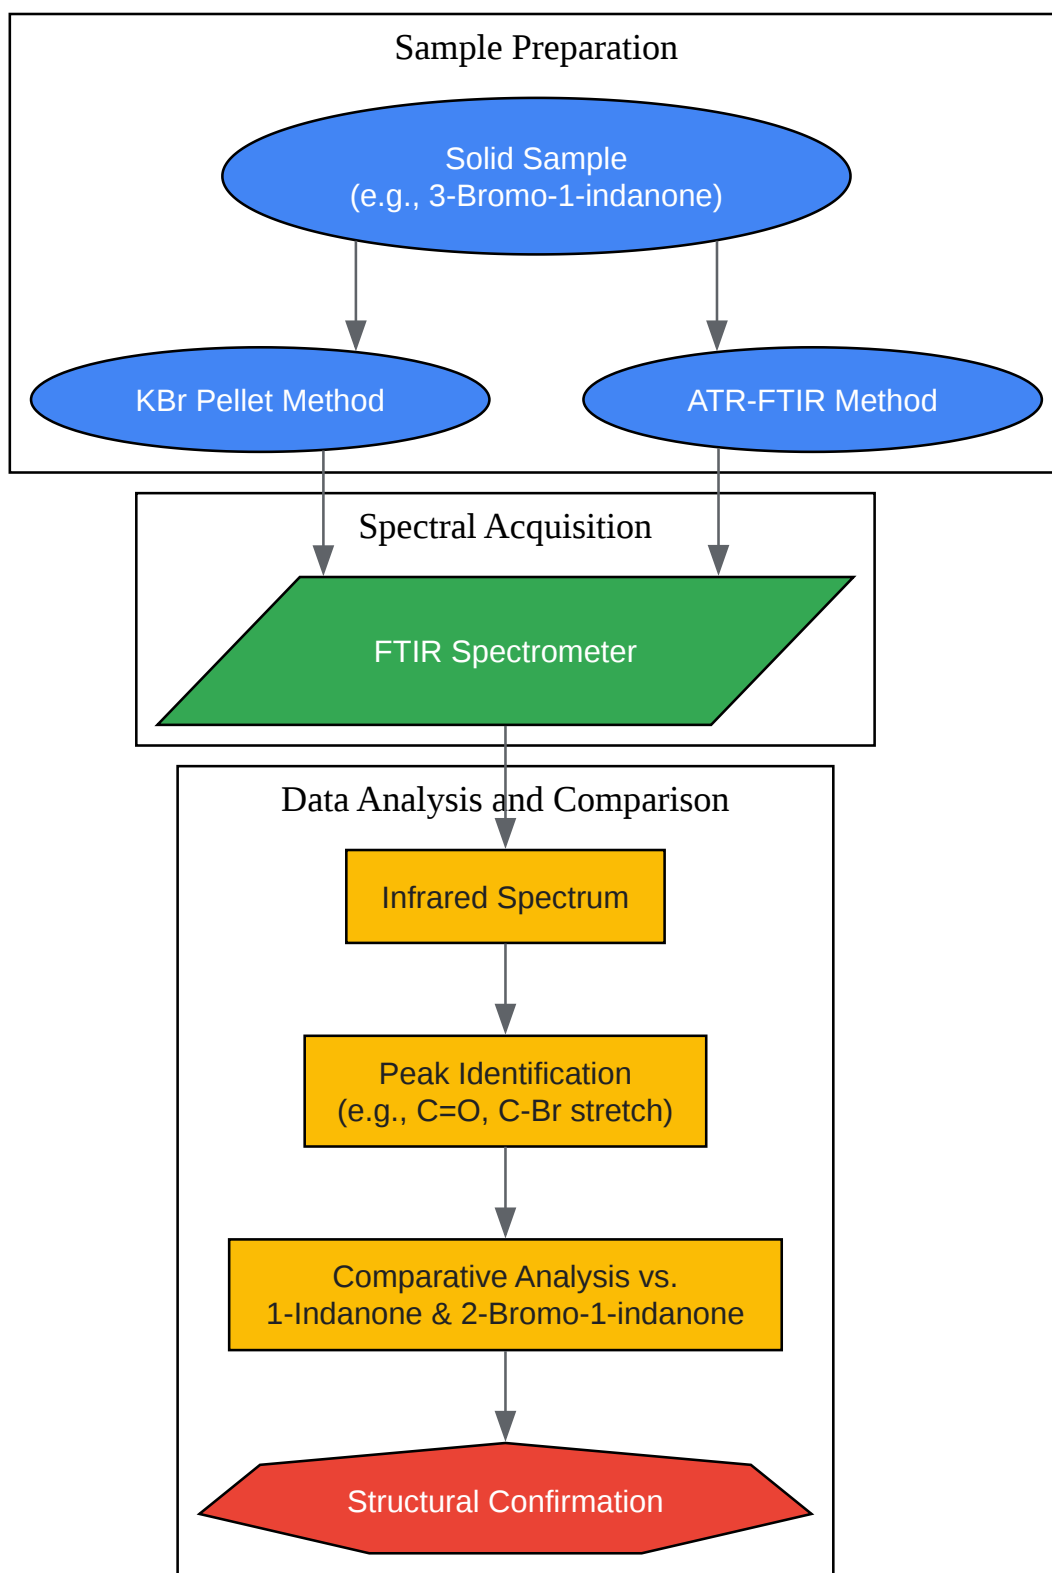 Sample Preparation
Solid Sample
(e.g., 3-Bromo-1-indanone)
KBr Pellet Method
ATR-FTIR Method
Spectral Acquisition
FTIR Spectrometer
Data Analysis and Comparison
Infrared Spectrum
Peak Identification
(e.g., C=O, C-Br stretch)
Comparative Analysis vs.
1-Indanone & 2-Bromo-1-indanone
Structural Confirmation